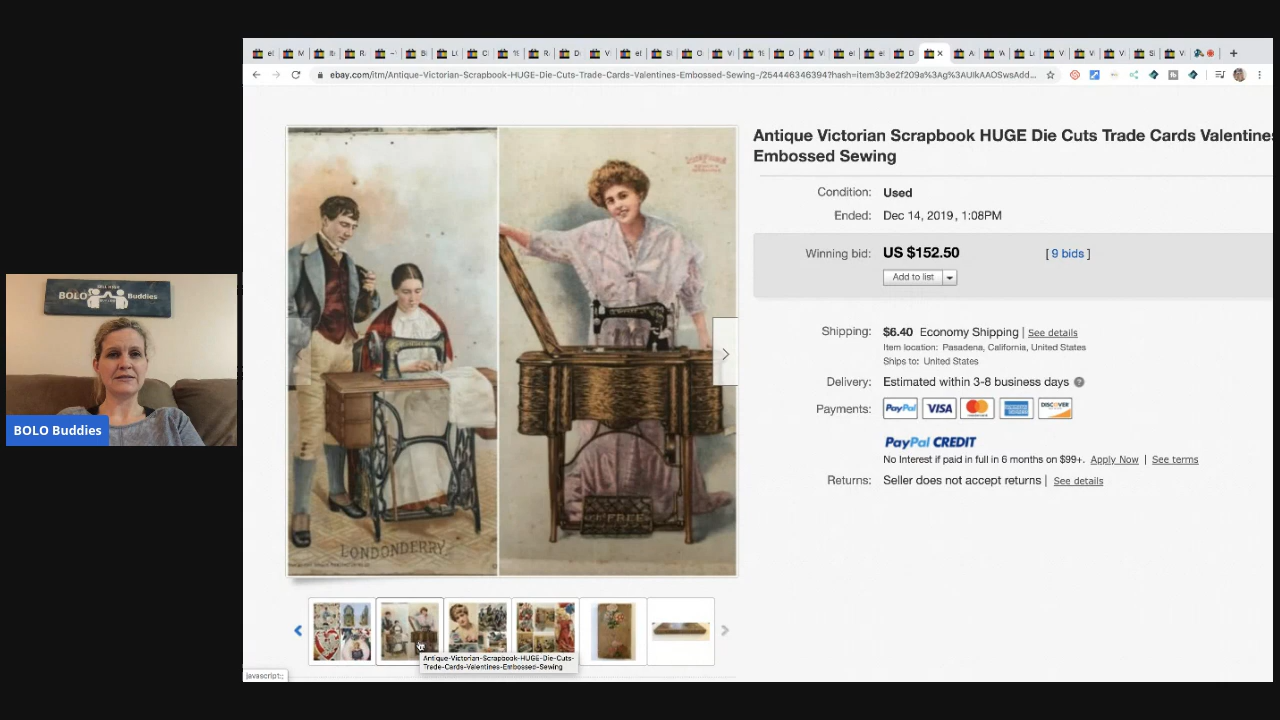 ebay.com/itm/Antique-Victorian-Scrapbook-HUGE-Die-Cuts-Trade-Cards-Valentines-Embossed-Sewing-/254446346394?hash=item3b3e2f209a%3Ag%3AUIkAAOSwsAdd...
Antique Victorian Scrapbook HUGE Die Cuts Trade Cards Valentines
Embossed Sewing
Condition: Used
Ended: Dec 14, 2019, 1:08PM
Winning bid: US $152.50 [ 9 bids ]
Add to list
Shipping: $6.40 Economy Shipping | See details
Item location: Pasadena, California, United States
Ships to: United States
Delivery: Estimated within 3-8 business days
Payments: PayPal VISA MasterCard DISCOVER
PayPal CREDIT
No Interest if paid in full in 6 months on $99+. Apply Now | See terms
Returns: Seller does not accept returns | See details
LONDONDERRY
FREE
BOLO Buddies
BOLO Buddies
Antique-Victorian-Scrapbook-HUGE-Die-Cuts-
Trade-Cards-Valentines-Embossed-Sewing
javascript:;